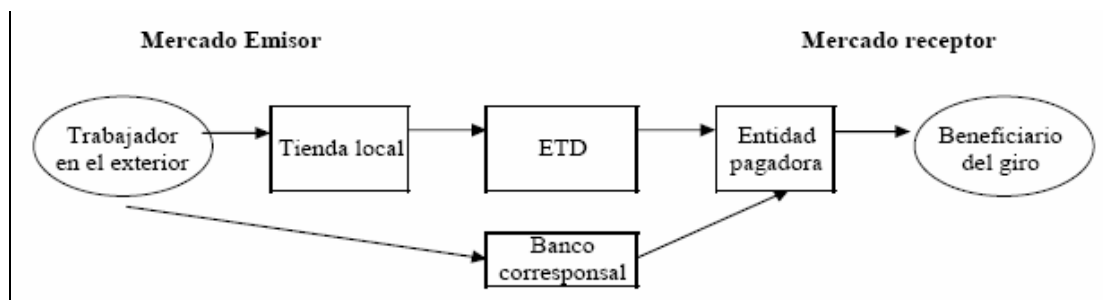 Mercado Emisor
Mercado receptor
Trabajador
en el exterior
Tienda local
ETD
Entidad
pagadora
Beneficiario
del giro
Banco
corresponsal